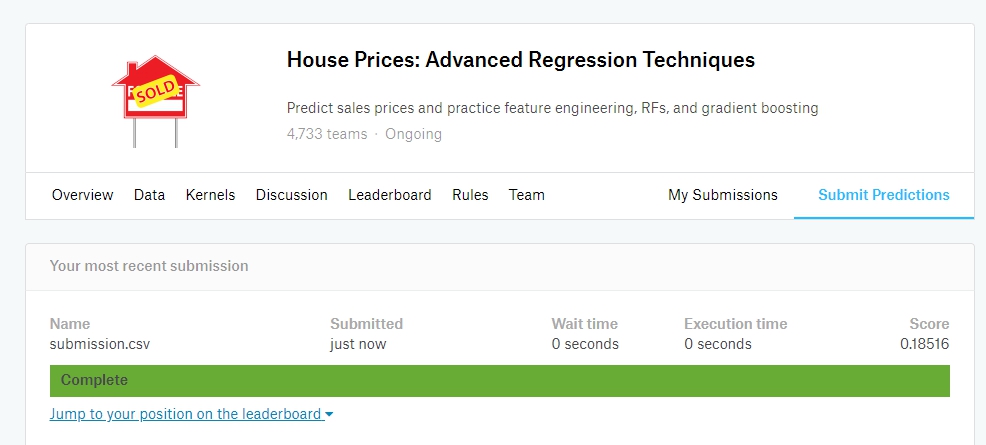 SOLD
House Prices: Advanced Regression Techniques
Predict sales prices and practice feature engineering, RFs, and gradient boosting
4,733 teams · Ongoing
Overview Data Kernels Discussion Leaderboard Rules Team My Submissions Submit Predictions
Your most recent submission
Name Submitted Wait time Execution time Score
submission.csv just now 0 seconds 0 seconds 0.18516
Complete
Jump to your position on the leaderboard